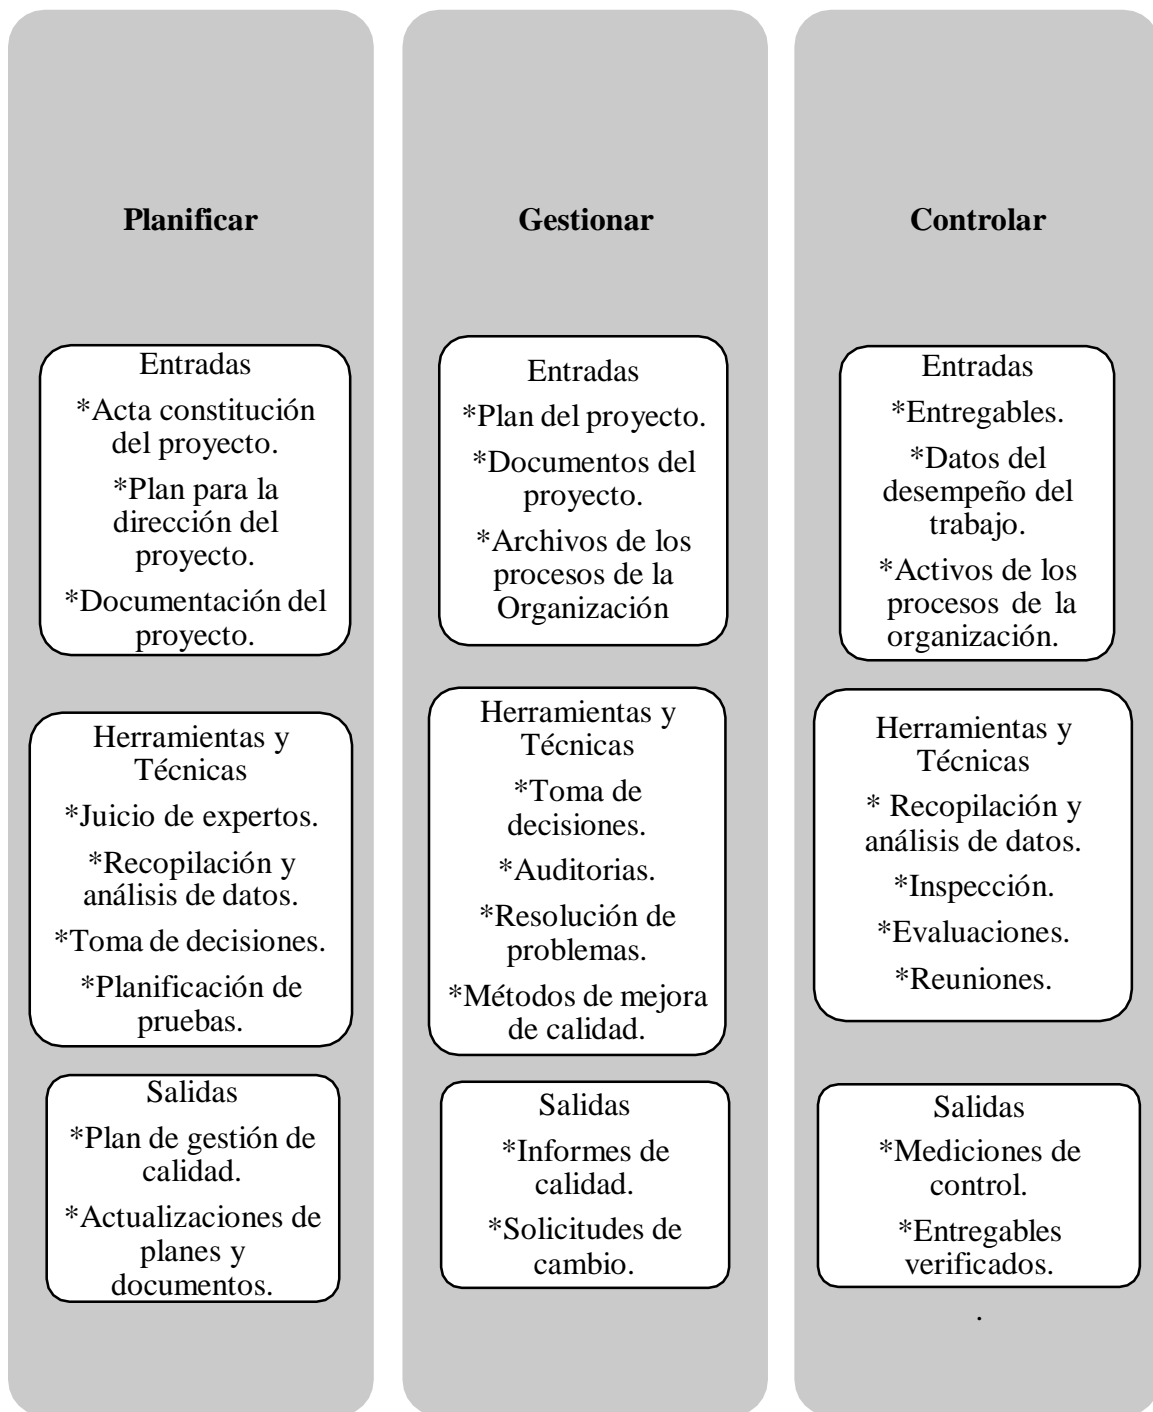 Planificar
Entradas
*Acta constitución
del proyecto.
*Plan para la
dirección del
proyecto.
*Documentación del
proyecto.
Herramientas y
Técnicas
*Juicio de expertos.
*Recopilación y
análisis de datos.
*Toma de decisiones.
*Planificación de
pruebas.
Salidas
*Plan de gestión de
calidad.
*Actualizaciones de
planes y
documentos.
Gestionar
Entradas
*Plan del proyecto.
*Documentos del
proyecto.
*Archivos de los
procesos de la
Organización
Herramientas y
Técnicas
*Toma de
decisiones.
*Auditorias.
*Resolución de
problemas.
*Métodos de mejora
de calidad.
Salidas
*Informes de
calidad.
*Solicitudes de
cambio.
Controlar
Entradas
*Entregables.
*Datos del
desempeño del
trabajo.
*Activos de los
procesos de la
organización.
Herramientas y
Técnicas
* Recopilación y
análisis de datos.
*Inspección.
*Evaluaciones.
*Reuniones.
Salidas
*Mediciones de
control.
*Entregables
verificados.
.